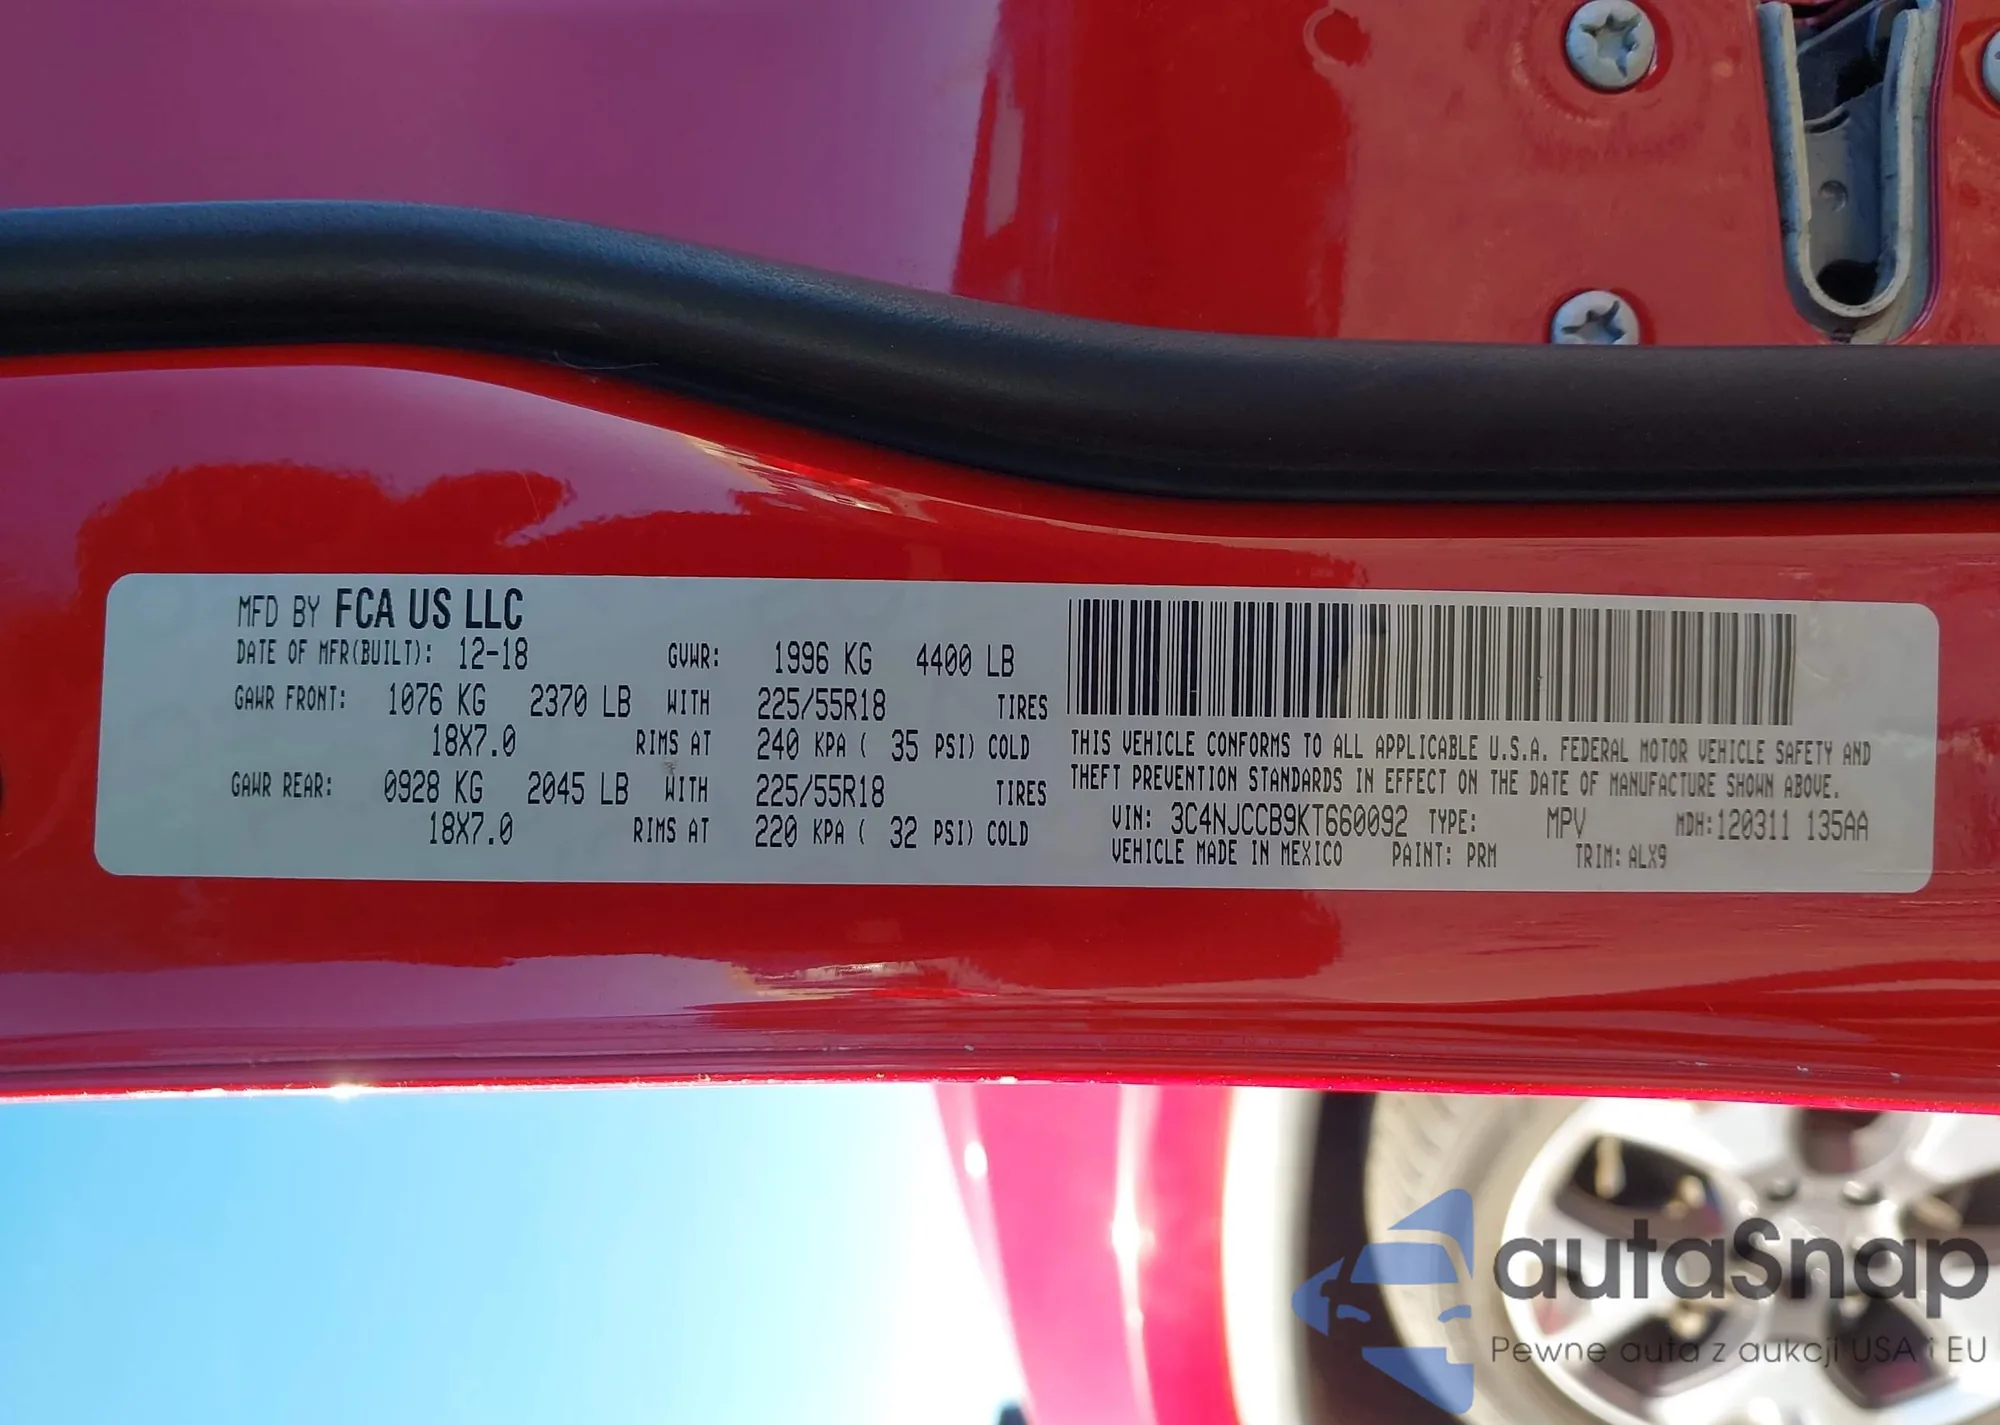 MFD BY FCA US LLC
DATE OF MFR(BUILT): 12-18 GVWR: 1996 KG 4400 LB
GAWR FRONT: 1076 KG 2370 LB WITH 225/55R18 TIRES
18X7.0 RIMS AT 240 KPA ( 35 PSI) COLD
GAWR REAR: 0928 KG 2045 LB WITH 225/55R18 TIRES
18X7.0 RIMS AT 220 KPA ( 32 PSI) COLD
THIS VEHICLE CONFORMS TO ALL APPLICABLE U.S.A. FEDERAL MOTOR VEHICLE SAFETY AND
THEFT PREVENTION STANDARDS IN EFFECT ON THE DATE OF MANUFACTURE SHOWN ABOVE.
VIN: 3C4NJCCB9KT660092 TYPE: MPV MDH:120311 135AA
VEHICLE MADE IN MEXICO PAINT: PRM TRIM: ALX9
autaSnap
Pewne auta z aukcji USA i EU